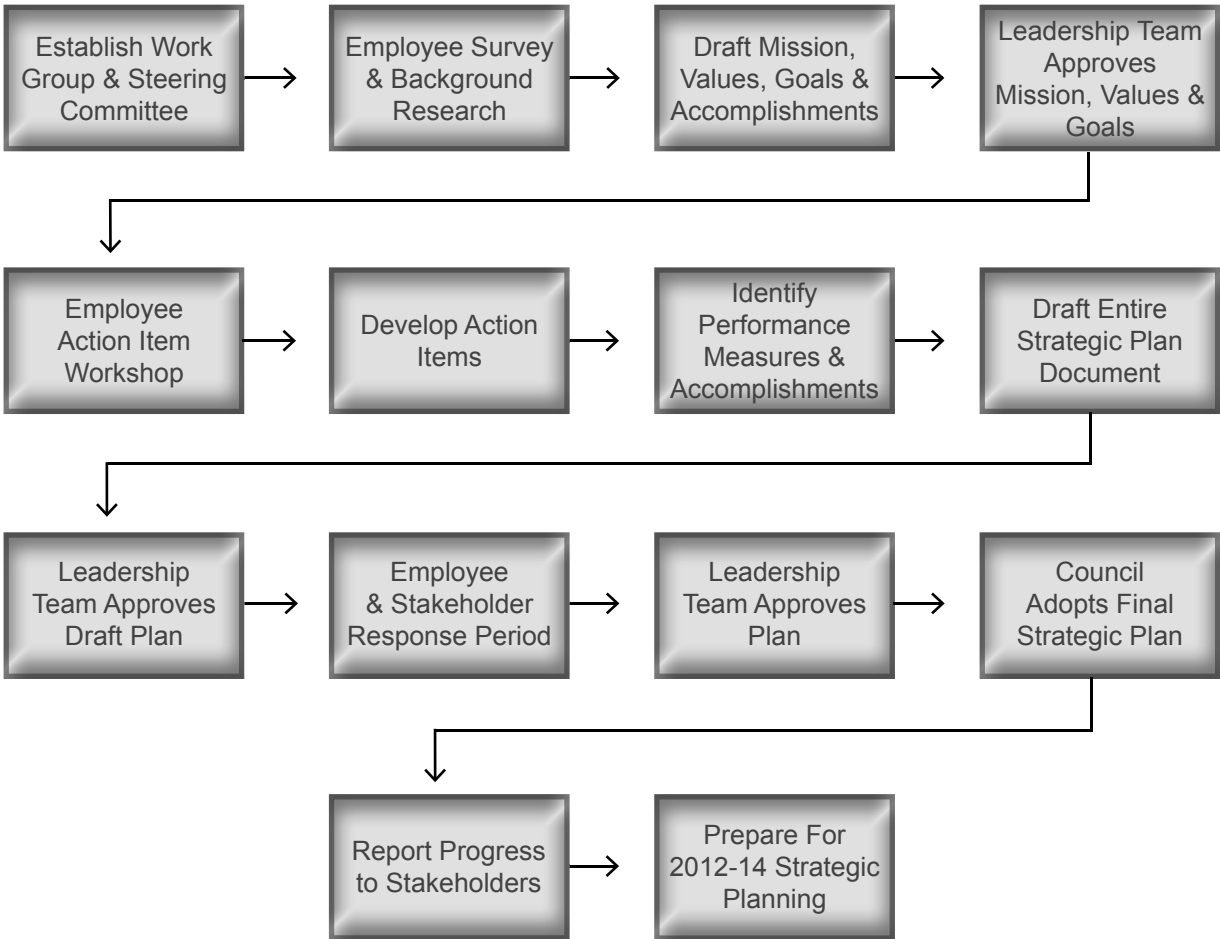 Establish Work
Group & Steering
Committee
Employee Survey
& Background
Research
Draft Mission,
Values, Goals &
Accomplishments
Leadership Team
Approves
Mission, Values &
Goals
Employee
Action Item
Workshop
Develop Action
Items
Identify
Performance
Measures &
Accomplishments
Draft Entire
Strategic Plan
Document
Leadership
Team Approves
Draft Plan
Employee
& Stakeholder
Response Period
Leadership
Team Approves
Plan
Council
Adopts Final
Strategic Plan
Report Progress
to Stakeholders
Prepare For
2012-14 Strategic
Planning